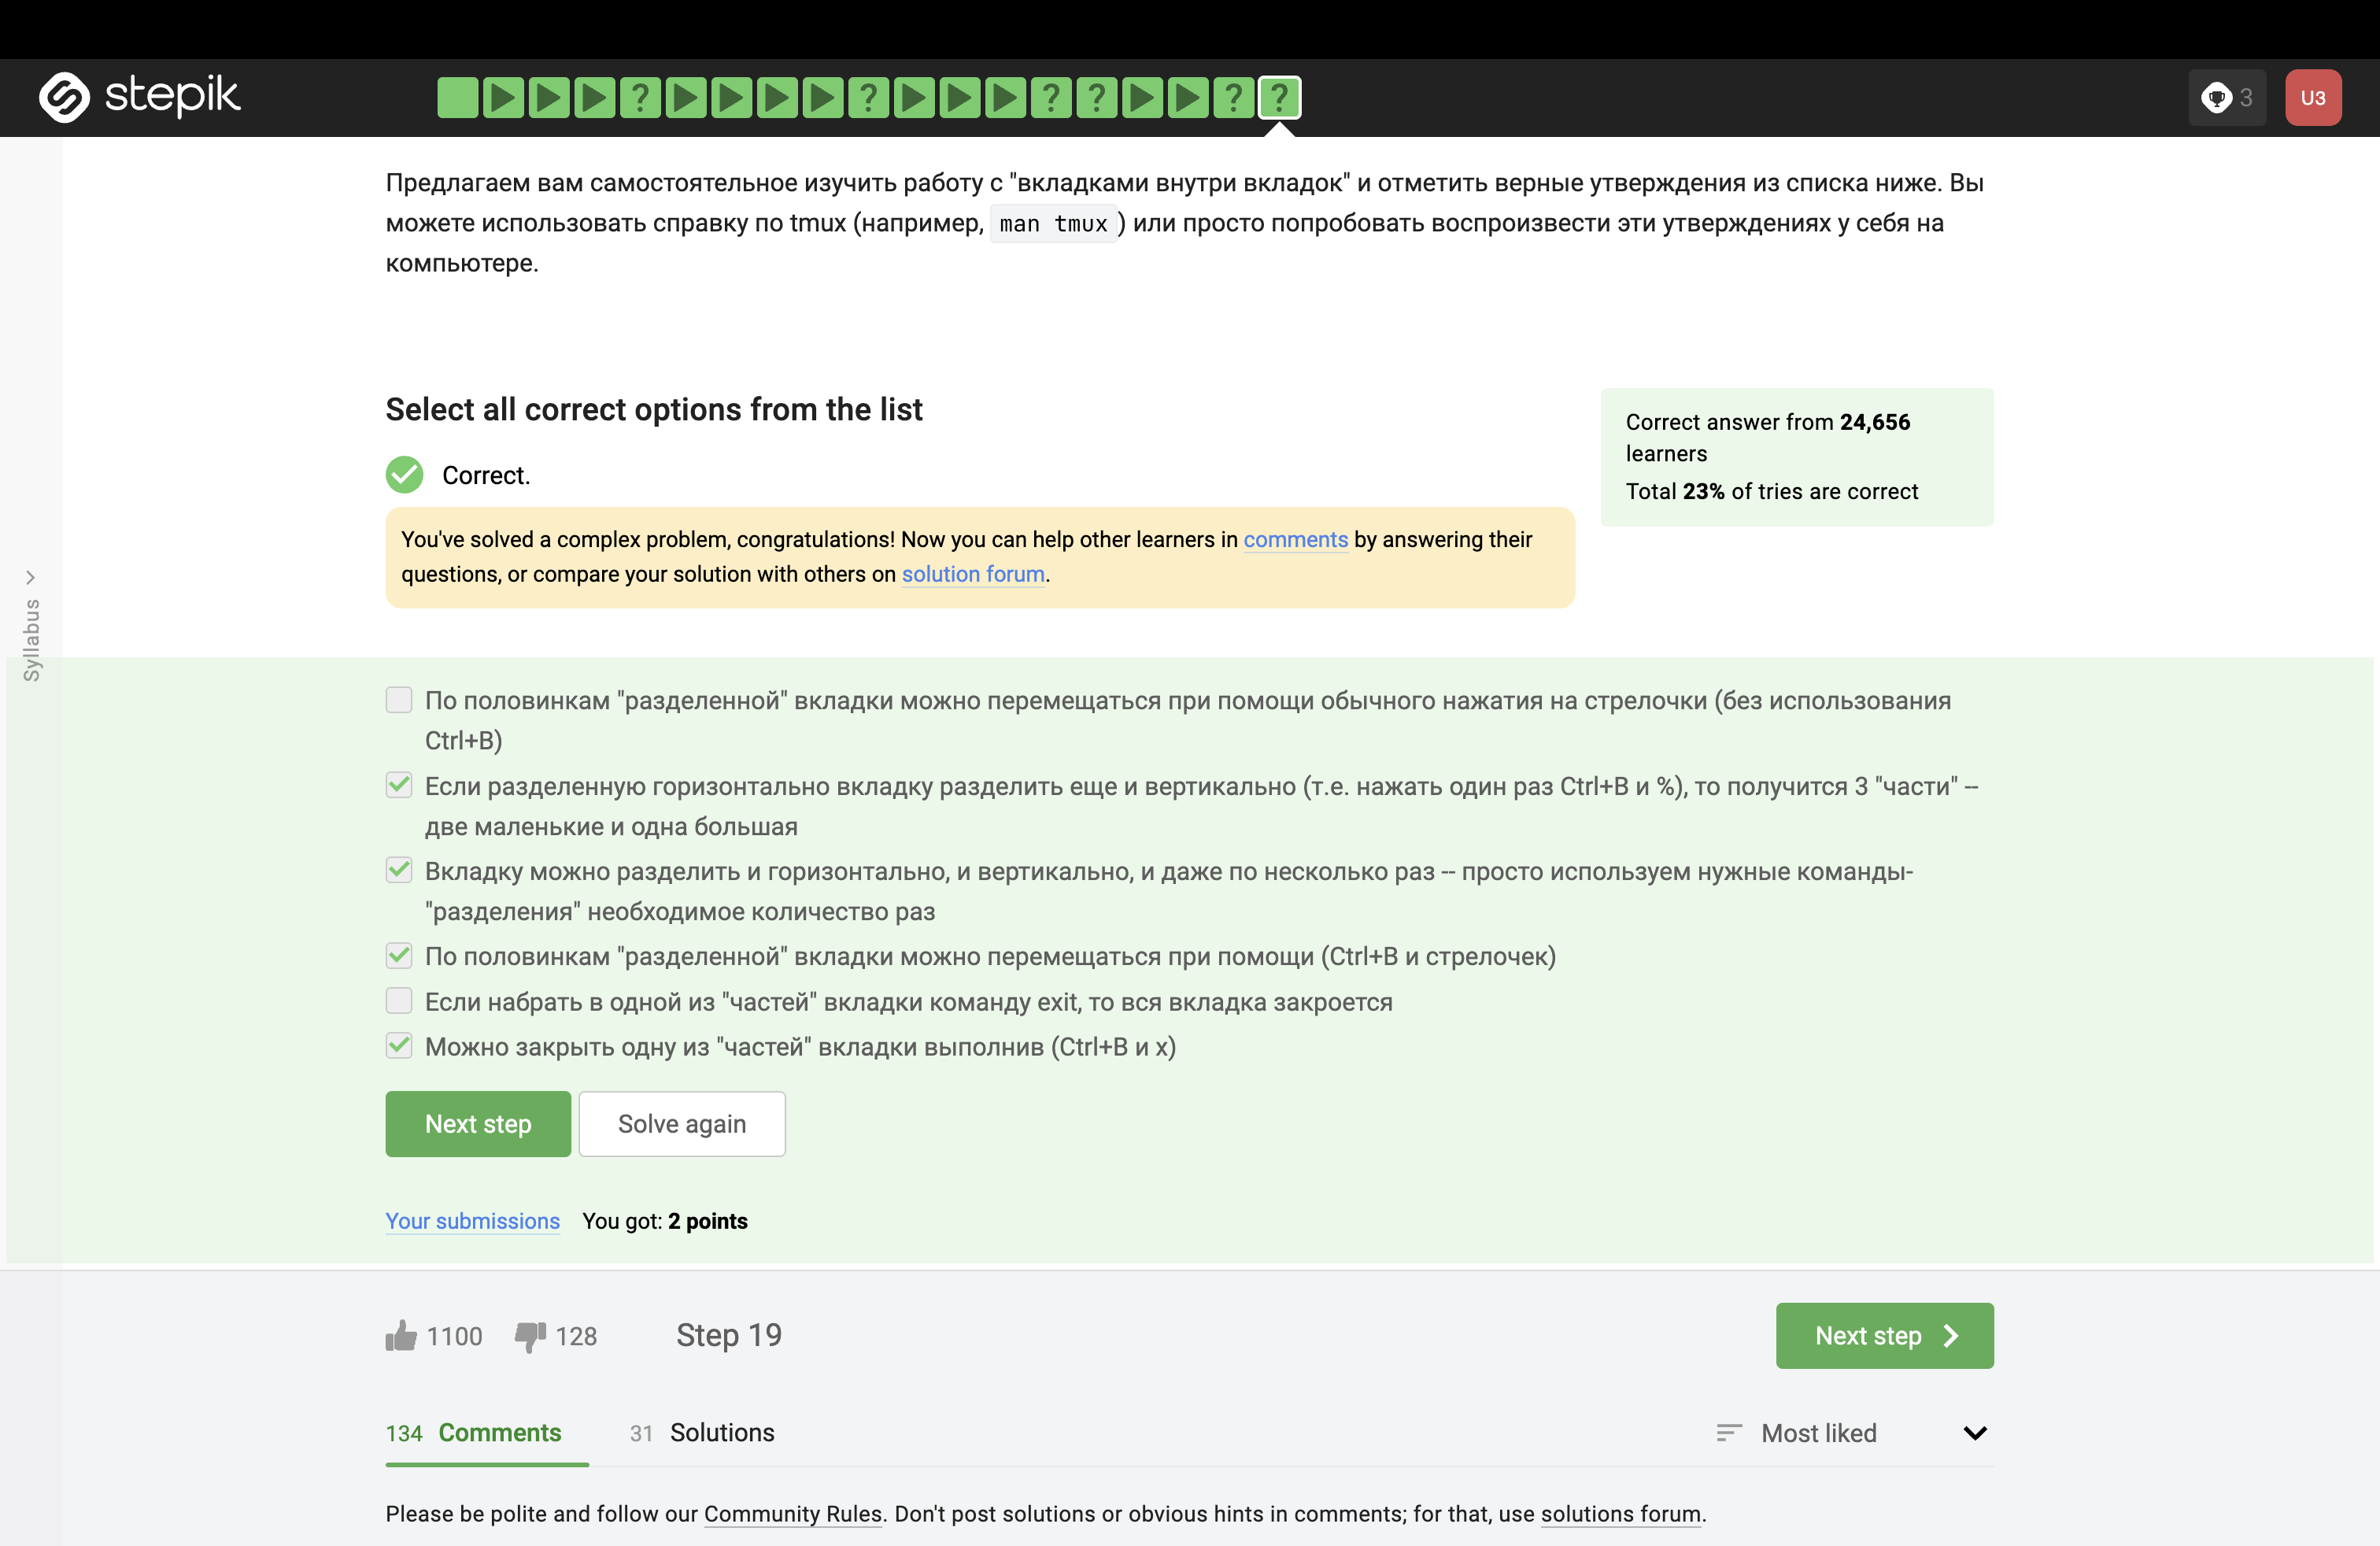 stepik
? ? ? ? ? ?
3
U3
Предлагаем вам самостоятельное изучить работу с "вкладками внутри вкладок" и отметить верные утверждения из списка ниже. Вы
можете использовать справку по tmux (например, man tmux) или просто попробовать воспроизвести эти утверждениях у себя на
компьютере.
Select all correct options from the list
Correct answer from 24,656
learners
Total 23% of tries are correct
Correct.
You've solved a complex problem, congratulations! Now you can help other learners in comments by answering their
questions, or compare your solution with others on solution forum.
Syllabus
По половинкам "разделенной" вкладки можно перемещаться при помощи обычного нажатия на стрелочки (без использования
Ctrl+B)
Если разделенную горизонтально вкладку разделить еще и вертикально (т.е. нажать один раз Ctrl+B и %), то получится 3 "части" --
две маленькие и одна большая
Вкладку можно разделить и горизонтально, и вертикально, и даже по несколько раз -- просто используем нужные команды-
"разделения" необходимое количество раз
По половинкам "разделенной" вкладки можно перемещаться при помощи (Ctrl+B и стрелочек)
Если набрать в одной из "частей" вкладки команду exit, то вся вкладка закроется
Можно закрыть одну из "частей" вкладки выполнив (Ctrl+B и x)
Next step
Solve again
Your submissions You got: 2 points
1100 128 Step 19
Next step
134 Comments 31 Solutions
Most liked
Please be polite and follow our Community Rules. Don't post solutions or obvious hints in comments; for that, use solutions forum.